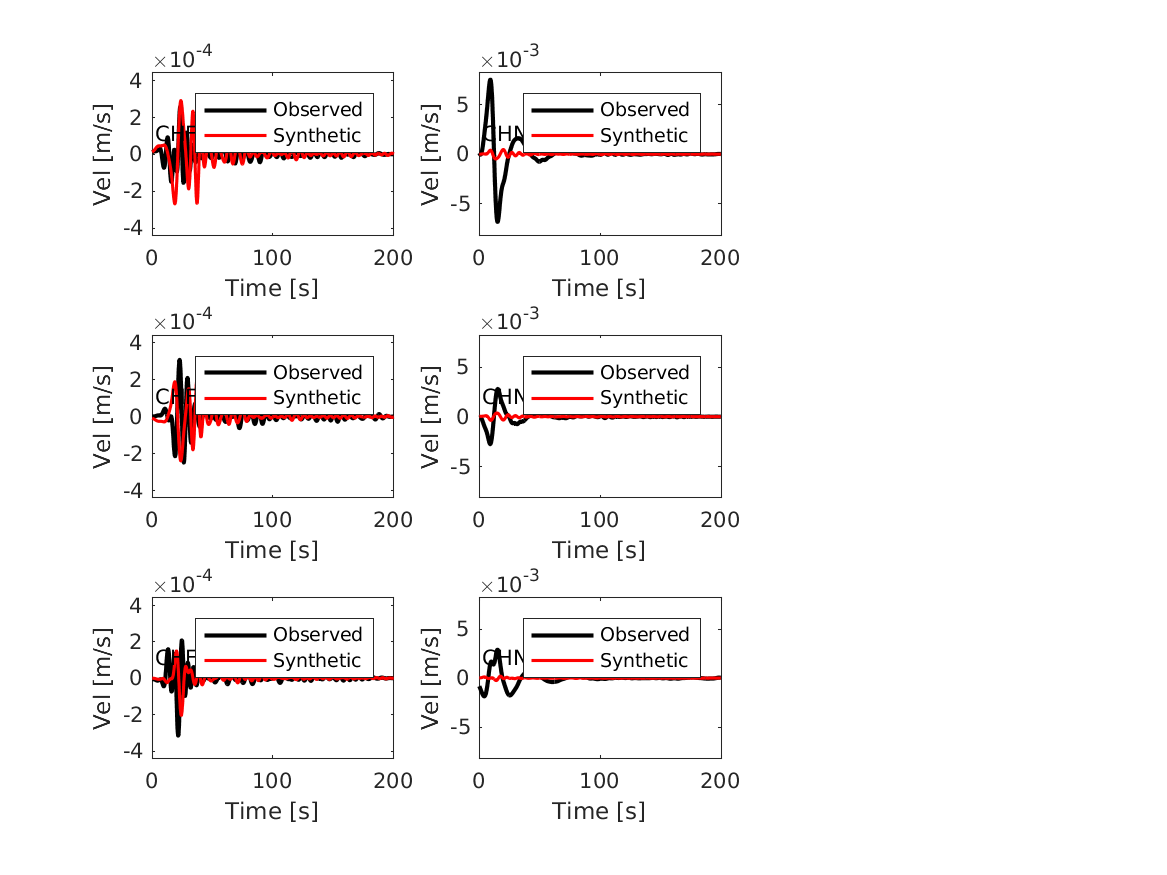 ×10-4
4
2
0
-2
-4
Vel [m/s]
Observed
Synthetic
0 100 200
Time [s]
×10-3
5
0
-5
Vel [m/s]
Observed
Synthetic
0 100 200
Time [s]
×10-4
4
2
0
-2
-4
Vel [m/s]
Observed
Synthetic
0 100 200
Time [s]
×10-3
5
0
-5
Vel [m/s]
Observed
Synthetic
0 100 200
Time [s]
×10-4
4
2
0
-2
-4
Vel [m/s]
Observed
Synthetic
0 100 200
Time [s]
×10-3
5
0
-5
Vel [m/s]
Observed
Synthetic
0 100 200
Time [s]